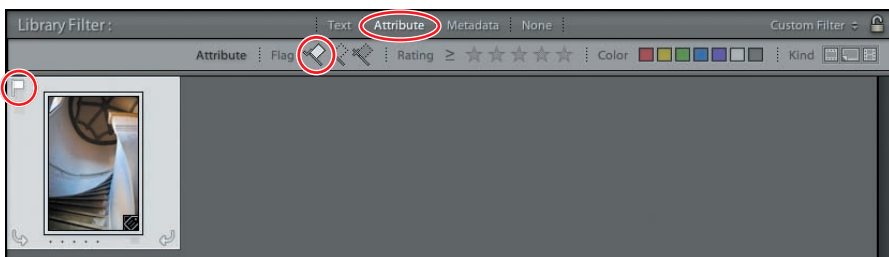 Library Filter : Text Attribute Metadata None Custom Filter
Attribute Flag Rating ≥ Color Kind